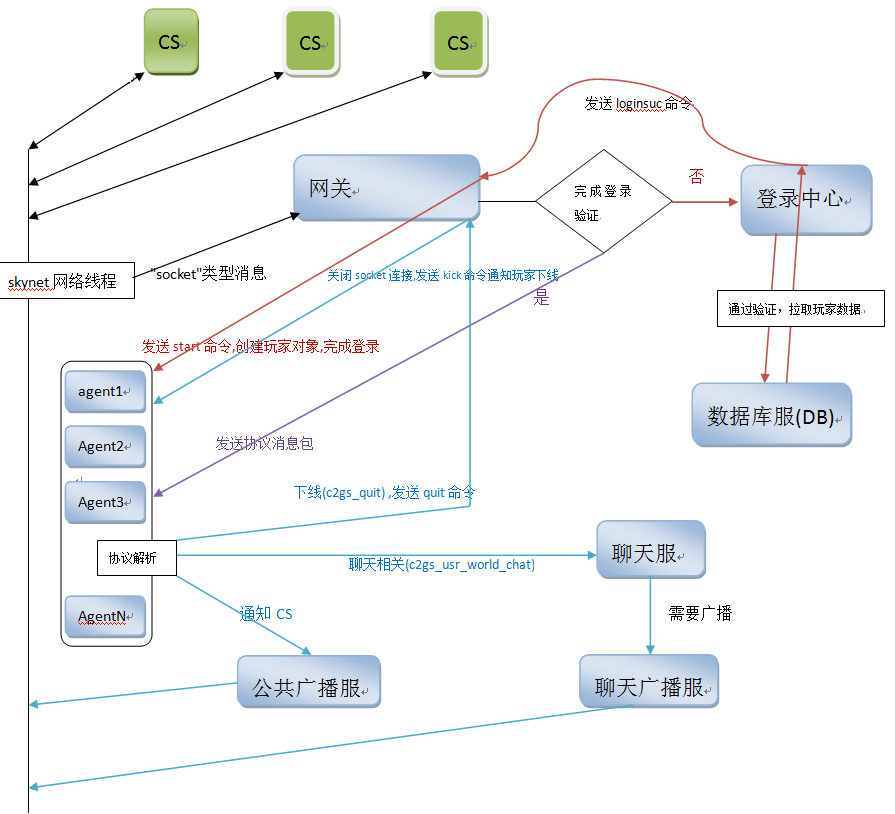 CS
CS
CS
发送 loginsuc 命令
网关
完成登录
验证.
否
登录中心
skynet 网络线程
"socket"类型消息
关闭 socket 连接,发送 kick 命令通知玩家下线
是
通过验证，拉取玩家数据.
发送 start 命令,创建玩家对象,完成登录
agent1
数据库服(DB)
Agent2
发送协议消息包
Agent3
下线(c2gs_quit) ,发送 quit 命令
协议解析
聊天服
聊天相关(c2gs_usr_world_chat)
AgentN
通知 CS
需要广播
公共广播服
聊天广播服